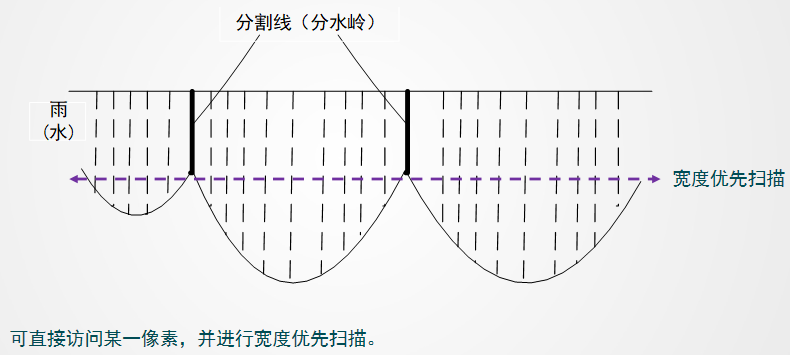 分割线（分水岭）
雨
(水)
宽度优先扫描
可直接访问某一像素，并进行宽度优先扫描。